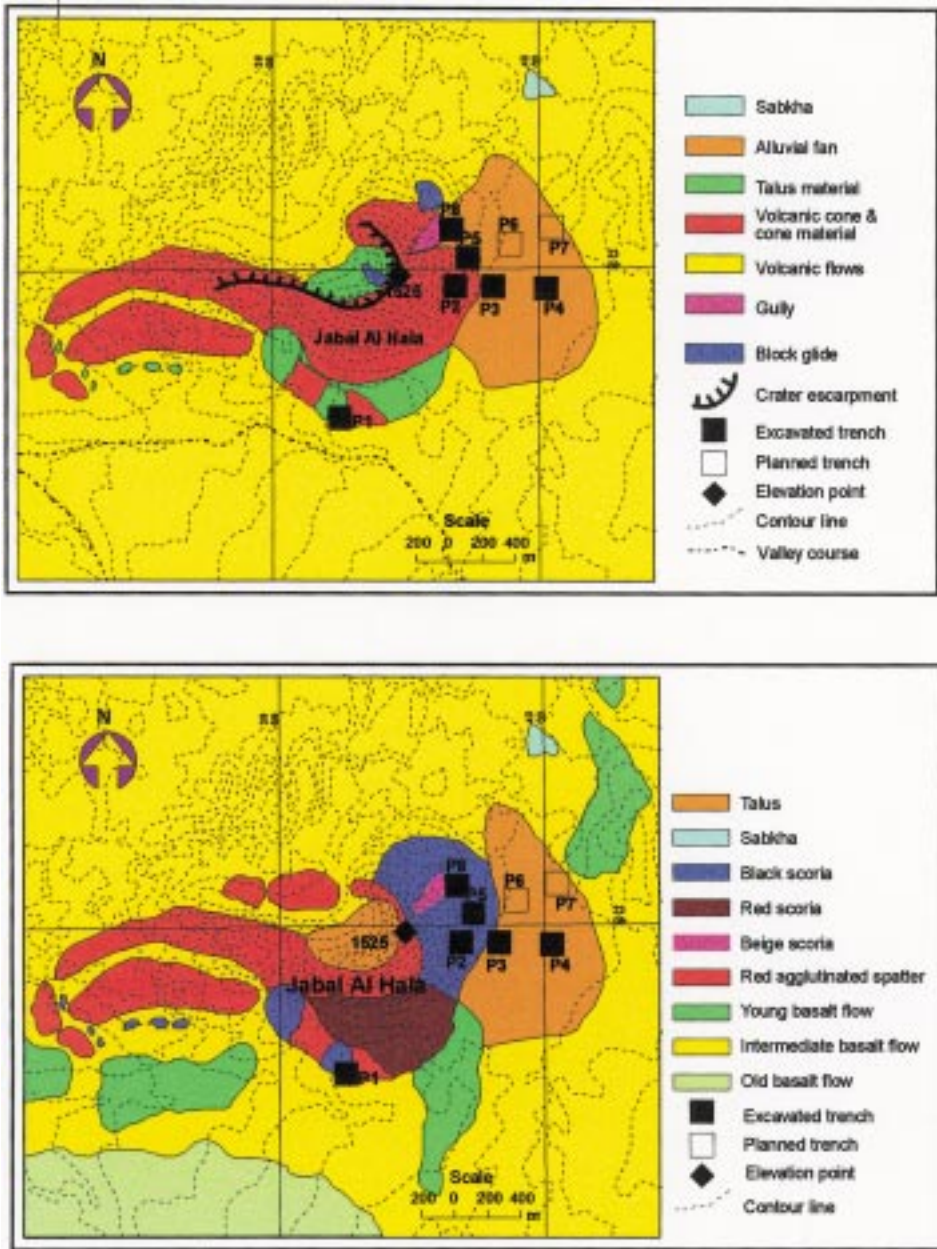 N
Sabkha
Alluvial fan
Talus material
Volcanic cone &
cone material
Volcanic flows
Gully
Block glide
Crater escarpment
Excavated trench
Planned trench
Elevation point
Contour line
Valley course
P8
P5
P6
P7
1525
P2
P3
P4
Jabal Al Hala
P1
Scale
200 0 200 400
m
N
Talus
Sabkha
Black scoria
Red scoria
Beige scoria
Red agglutinated spatter
Young basalt flow
Intermediate basalt flow
Old basalt flow
Excavated trench
Planned trench
Elevation point
Contour line
P8
P5
P6
P7
1525
P2
P3
P4
Jabal Al Hala
P1
Scale
200 0 200 400
m